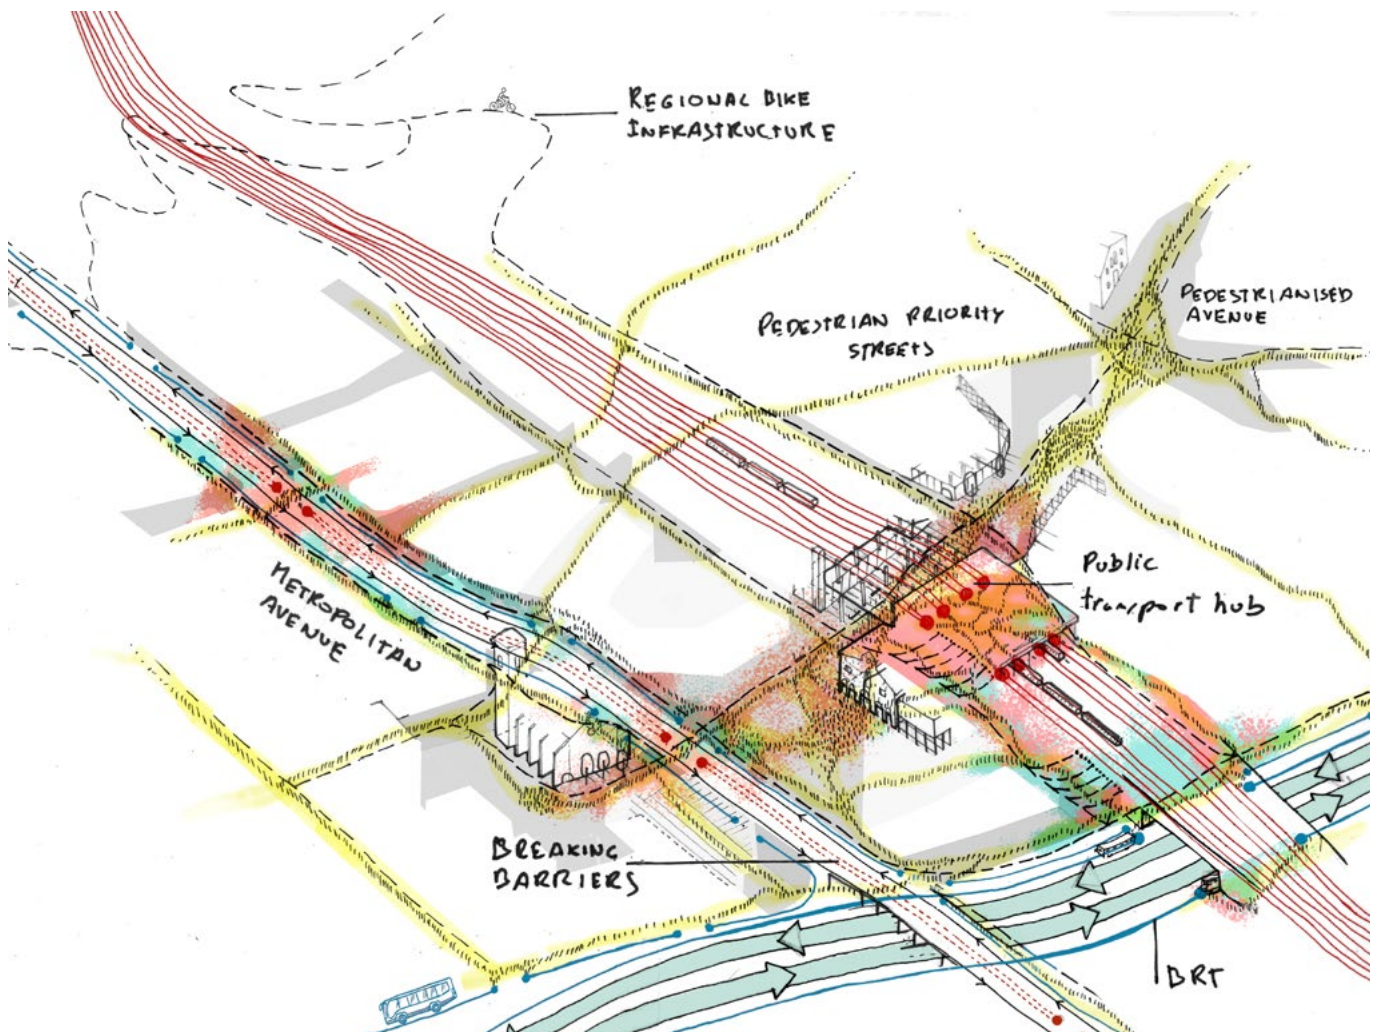 REGIONAL BIKE
INFRASTRUCTURE
PEDESTRIANISED
AVENUE
PEDESTRIAN PRIORITY
STREETS
Public
transport hub
METROPOLITAN
AVENUE
BREAKING
BARRIERS
BRT